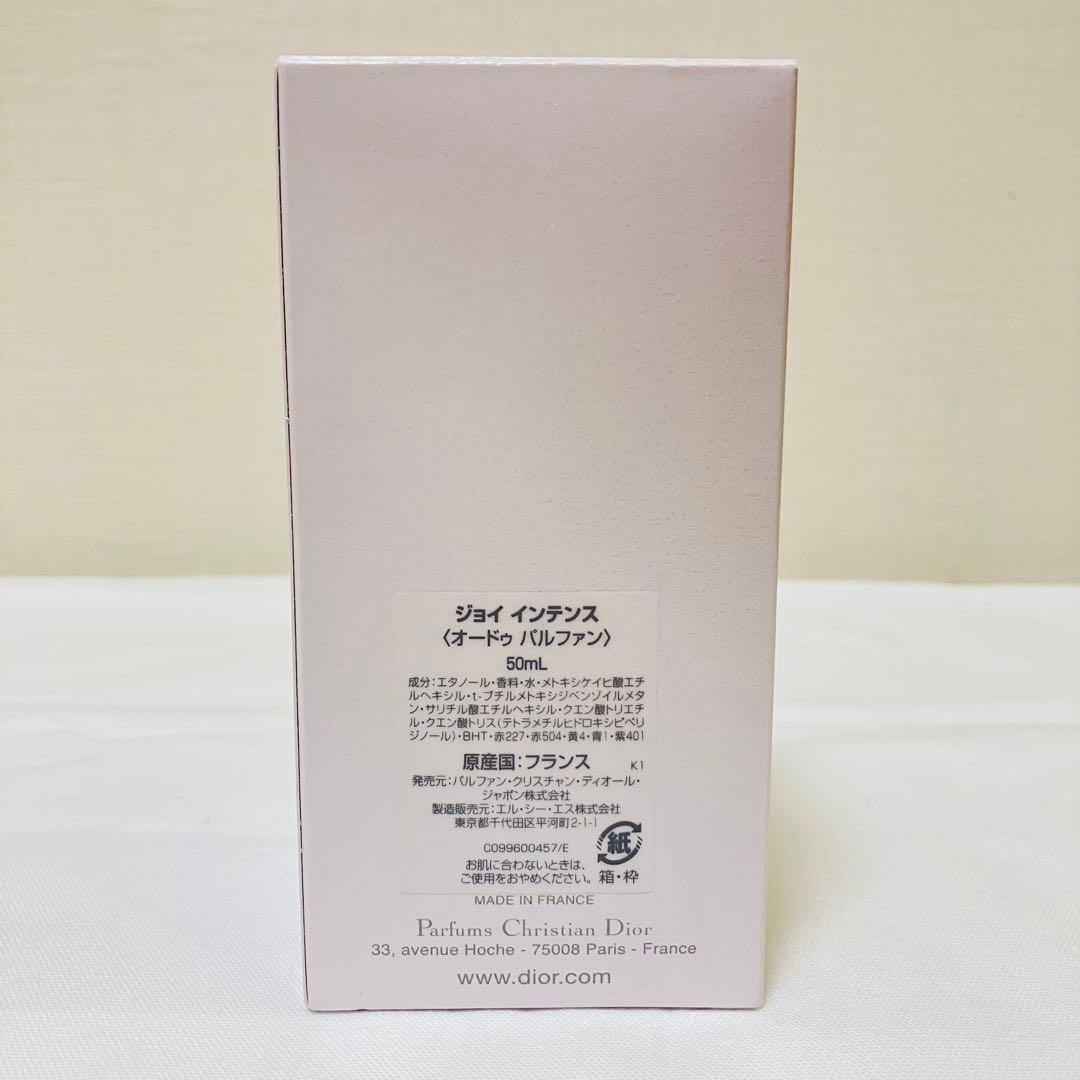 ジョイ インテンス
〈オードゥ パルファン〉
50mL
成分:エタノール・香料・水・メトキシケイヒ酸エチ
ルヘキシル・t-ブチルメトキシジベンゾイルメタ
ン・サリチル酸エチルヘキシル・クエン酸トリエチ
ル・クエン酸トリス(テトラメチルヒドロキシピペリ
ジノール)・BHT・赤227・赤504・黄4・青1・紫401
原産国:フランス K1
発売元:パルファン・クリスチャン・ディオール・
ジャポン株式会社
製造販売元:エル・シー・エス株式会社
東京都千代田区平河町2-1-1
C099600457/E
お肌に合わないときは、
ご使用をおやめください。
紙
箱・枠
MADE IN FRANCE
Parfums Christian Dior
33, avenue Hoche - 75008 Paris - France
www.dior.com